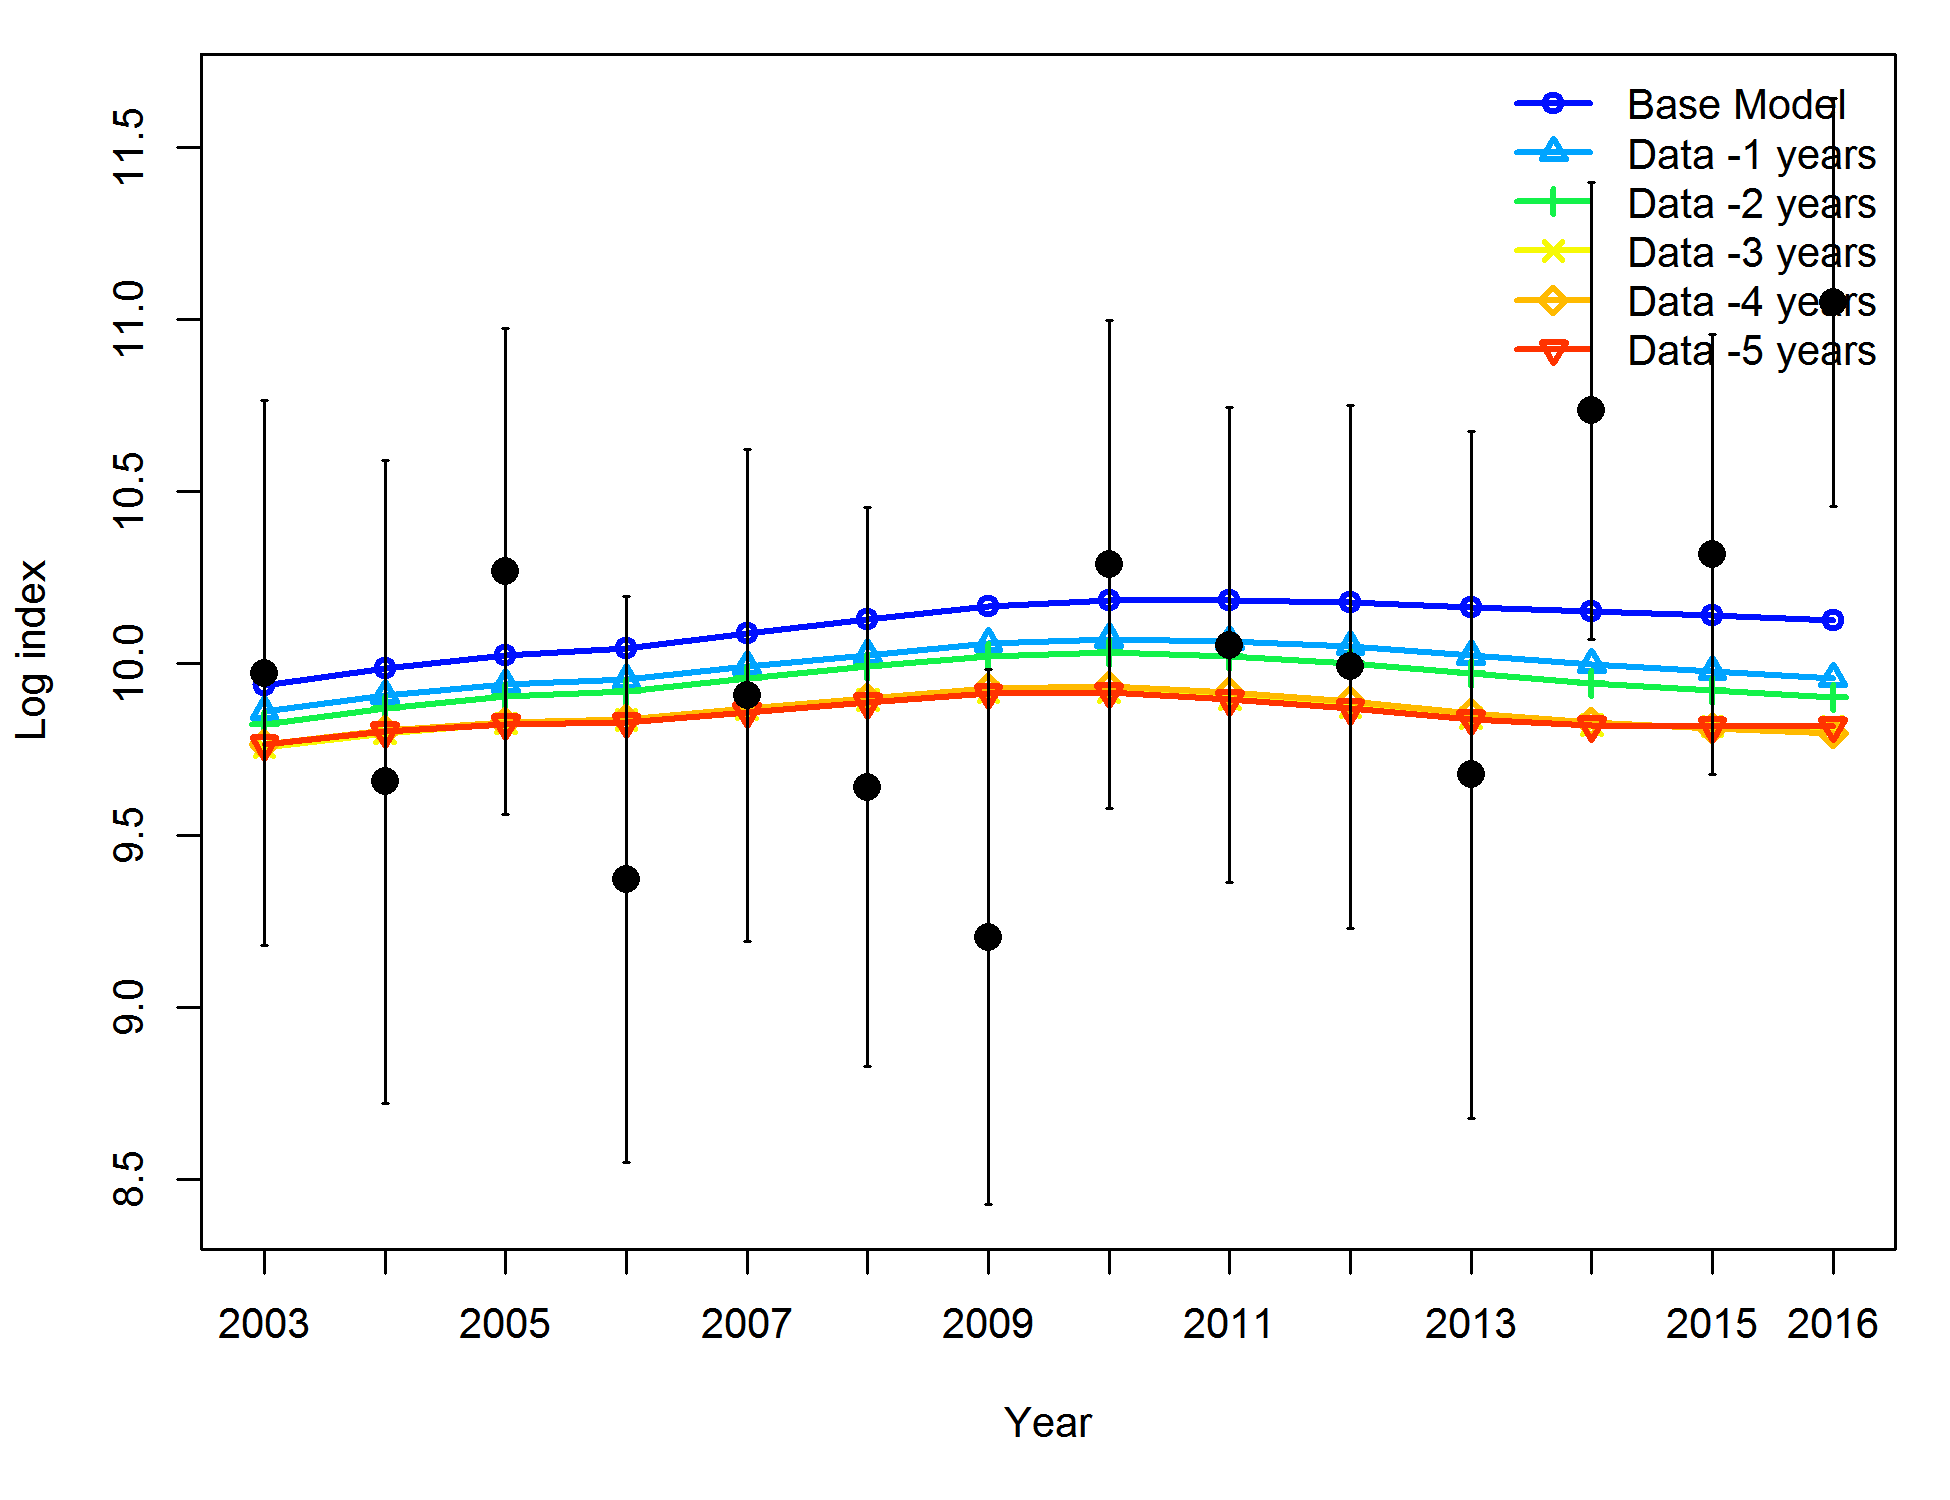 Base Model
Data -1 years
Data -2 years
Data -3 years
Data -4 years
Data -5 years
Log index
11.5
11.0
10.5
10.0
9.5
9.0
8.5
2003 2005 2007 2009 2011 2013 2015 2016
Year